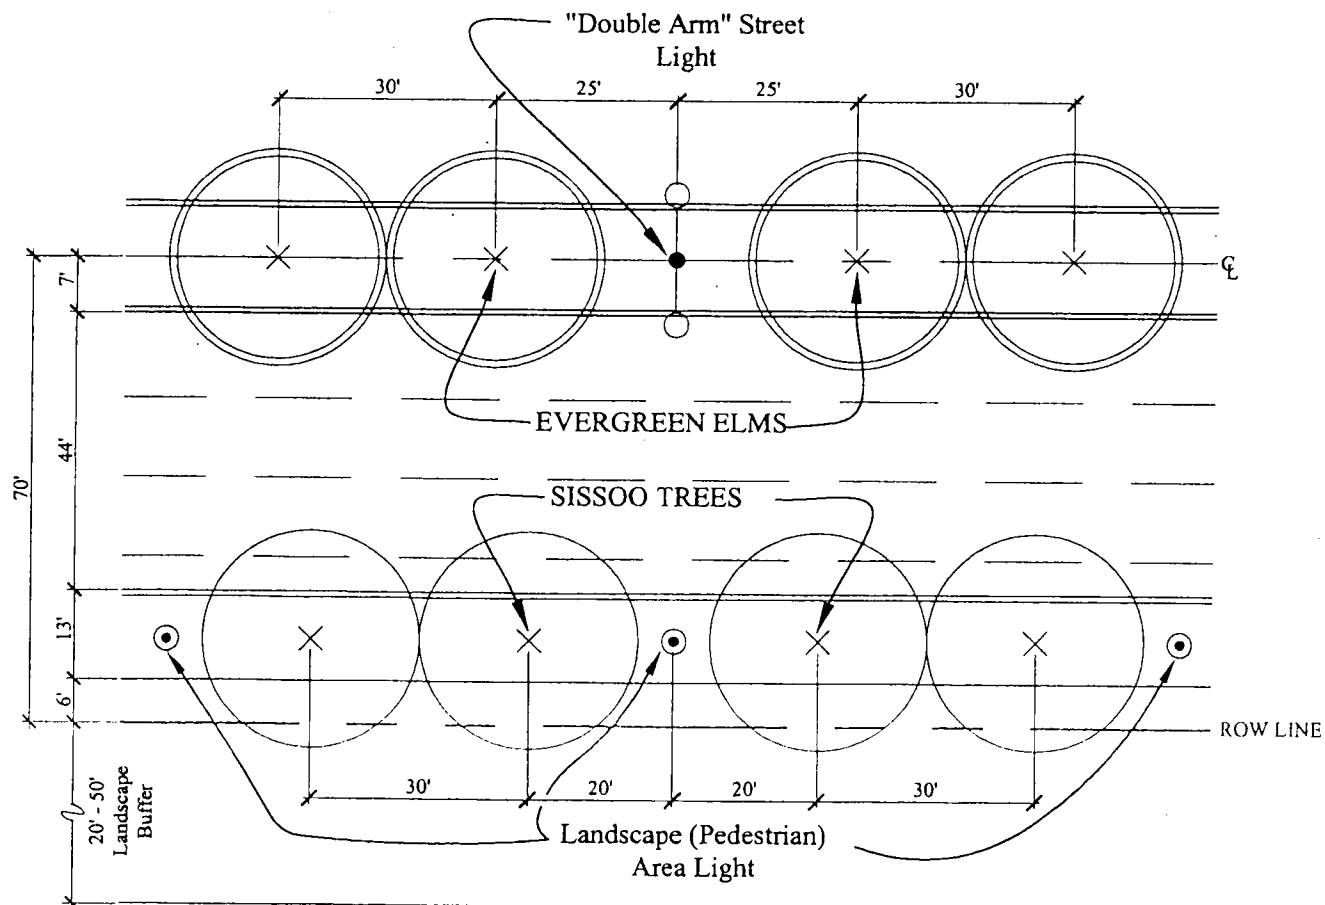 "Double Arm" Street
Light
30' 25' 25' 30'
7'
℄
EVERGREEN ELMS
44'
70'
SISSOO TREES
13'
6'
ROW LINE
30' 20' 20' 30'
20' - 50'
Landscape
Buffer
Landscape (Pedestrian)
Area Light